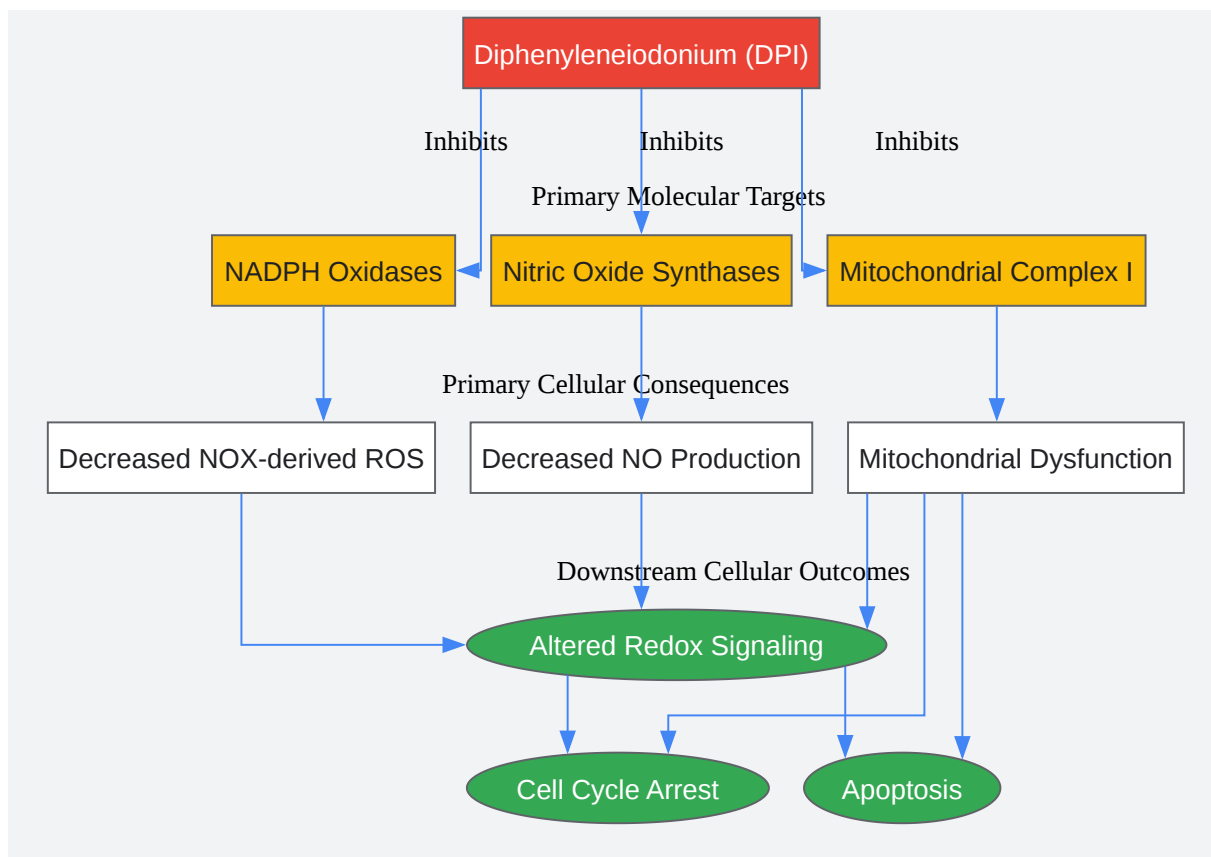 Diphenyleneiodonium (DPI)
Inhibits
Inhibits
Inhibits
Primary Molecular Targets
NADPH Oxidases
Nitric Oxide Synthases
Mitochondrial Complex I
Primary Cellular Consequences
Decreased NOX-derived ROS
Decreased NO Production
Mitochondrial Dysfunction
Downstream Cellular Outcomes
Altered Redox Signaling
Cell Cycle Arrest
Apoptosis